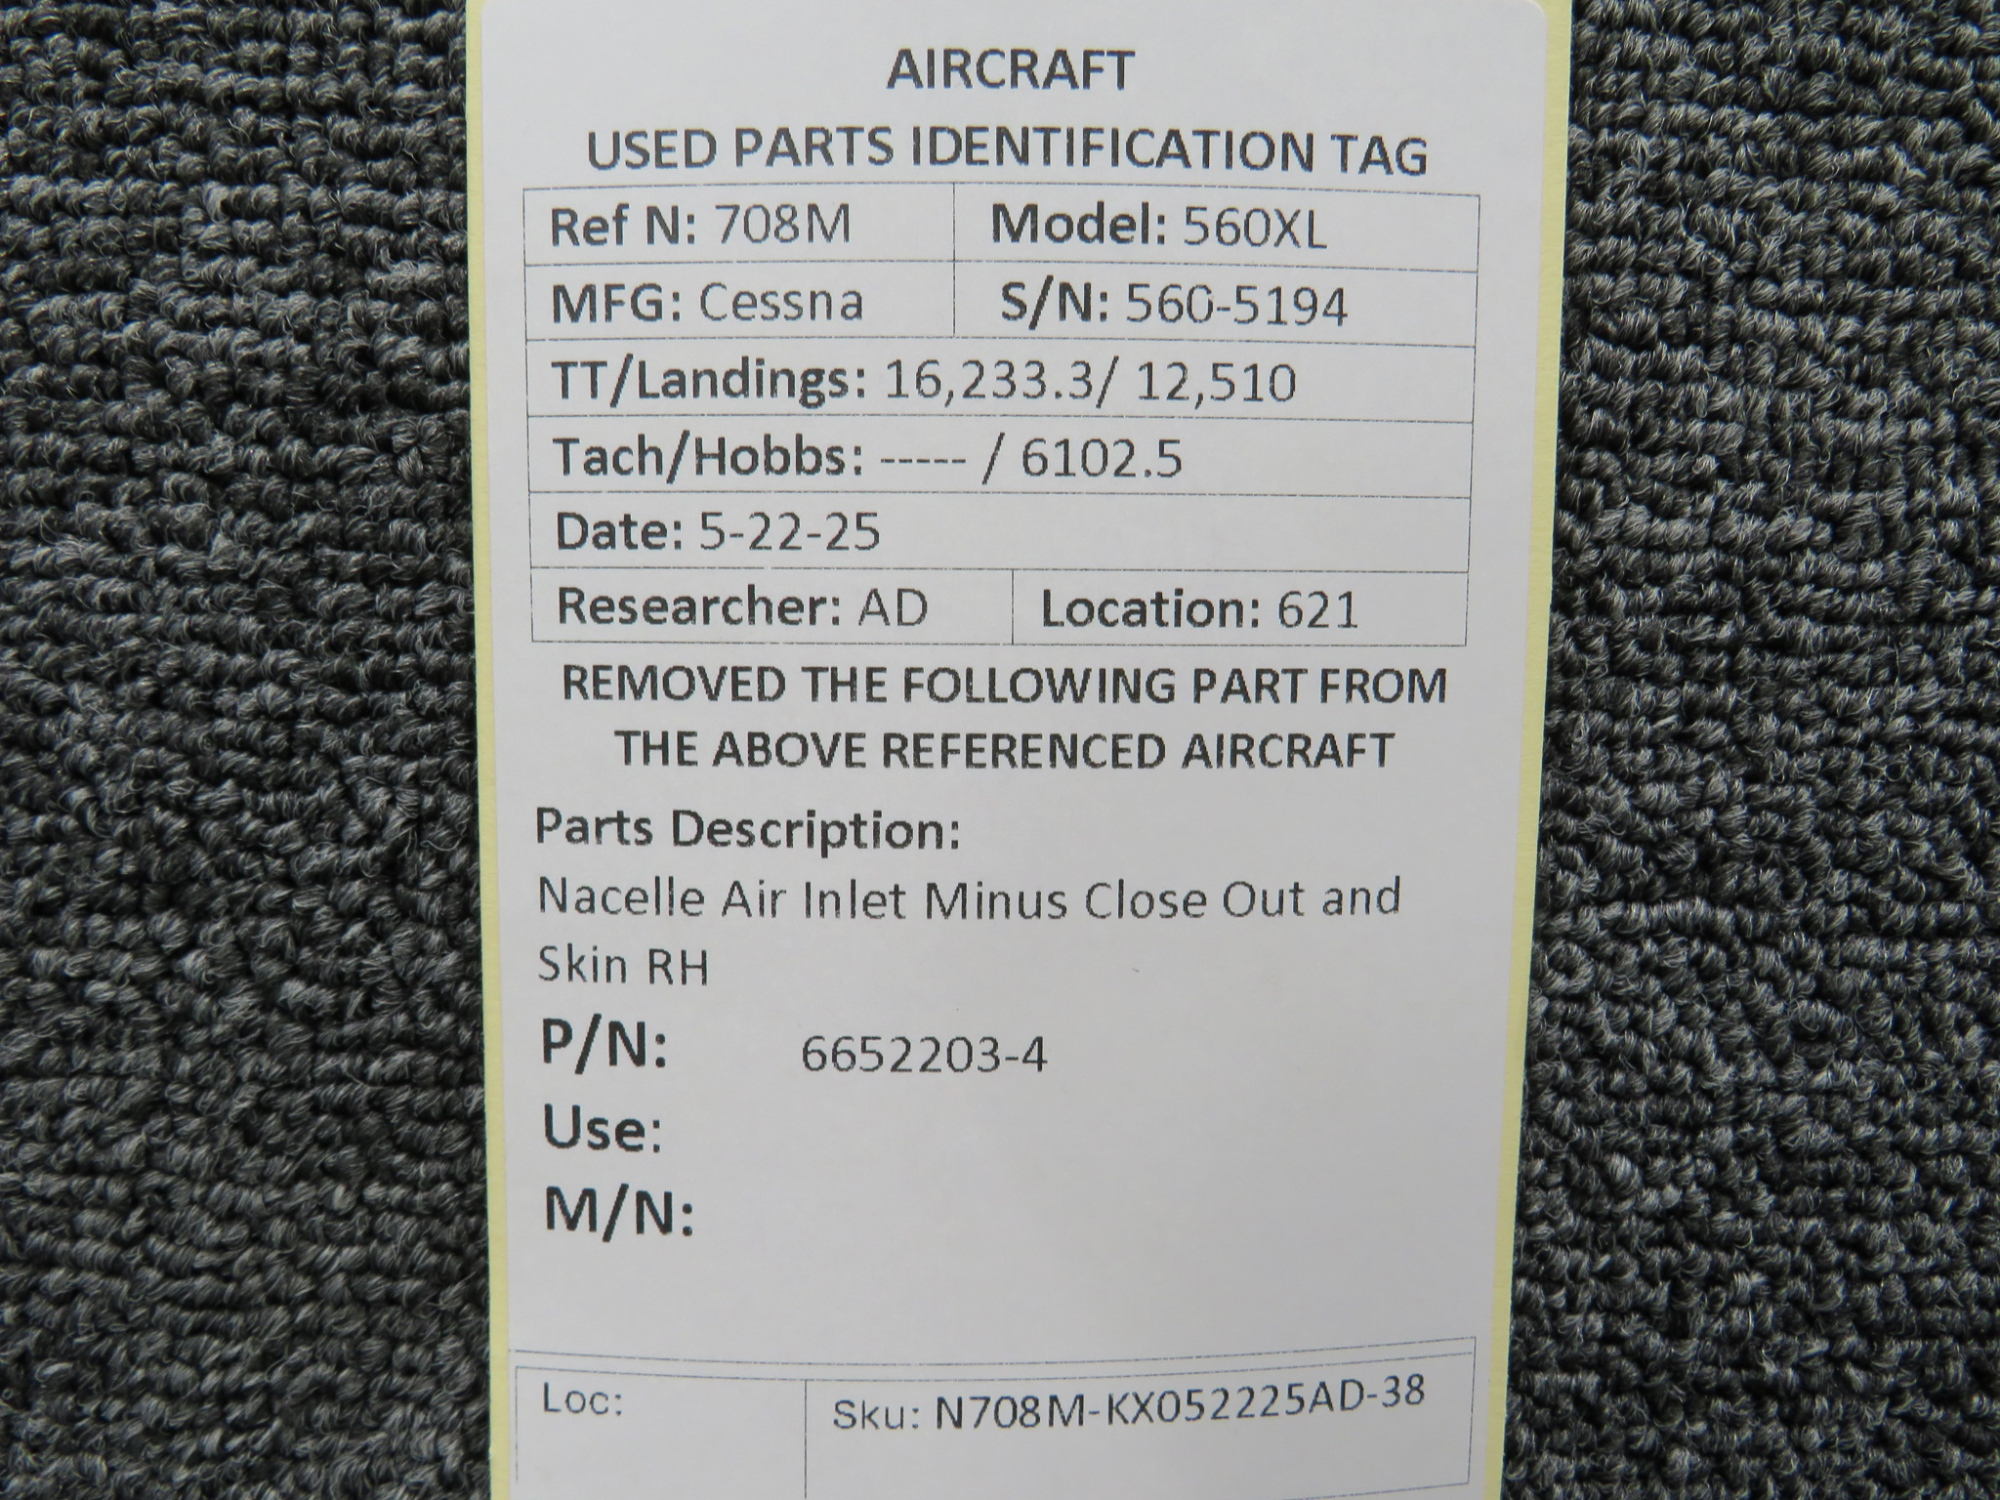 AIRCRAFT
USED PARTS IDENTIFICATION TAG
Ref N: 708M Model: 560XL
MFG: Cessna S/N: 560-5194
TT/Landings: 16,233.3/ 12,510
Tach/Hobbs: ----- / 6102.5
Date: 5-22-25
Researcher: AD Location: 621
REMOVED THE FOLLOWING PART FROM
THE ABOVE REFERENCED AIRCRAFT
Parts Description:
Nacelle Air Inlet Minus Close Out and
Skin RH
P/N: 6652203-4
Use:
M/N:
Loc: Sku: N708M-KX052225AD-38